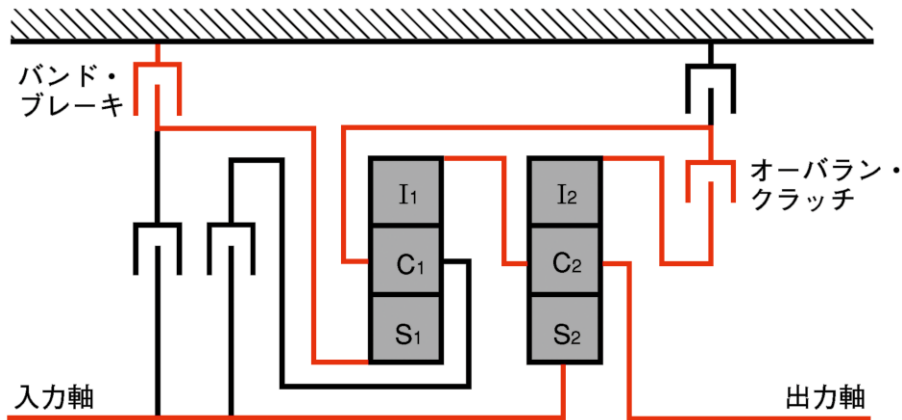 バンド・
ブレーキ
オーバラン・
クラッチ
I1
I2
C1
C2
S1
S2
入力軸
出力軸